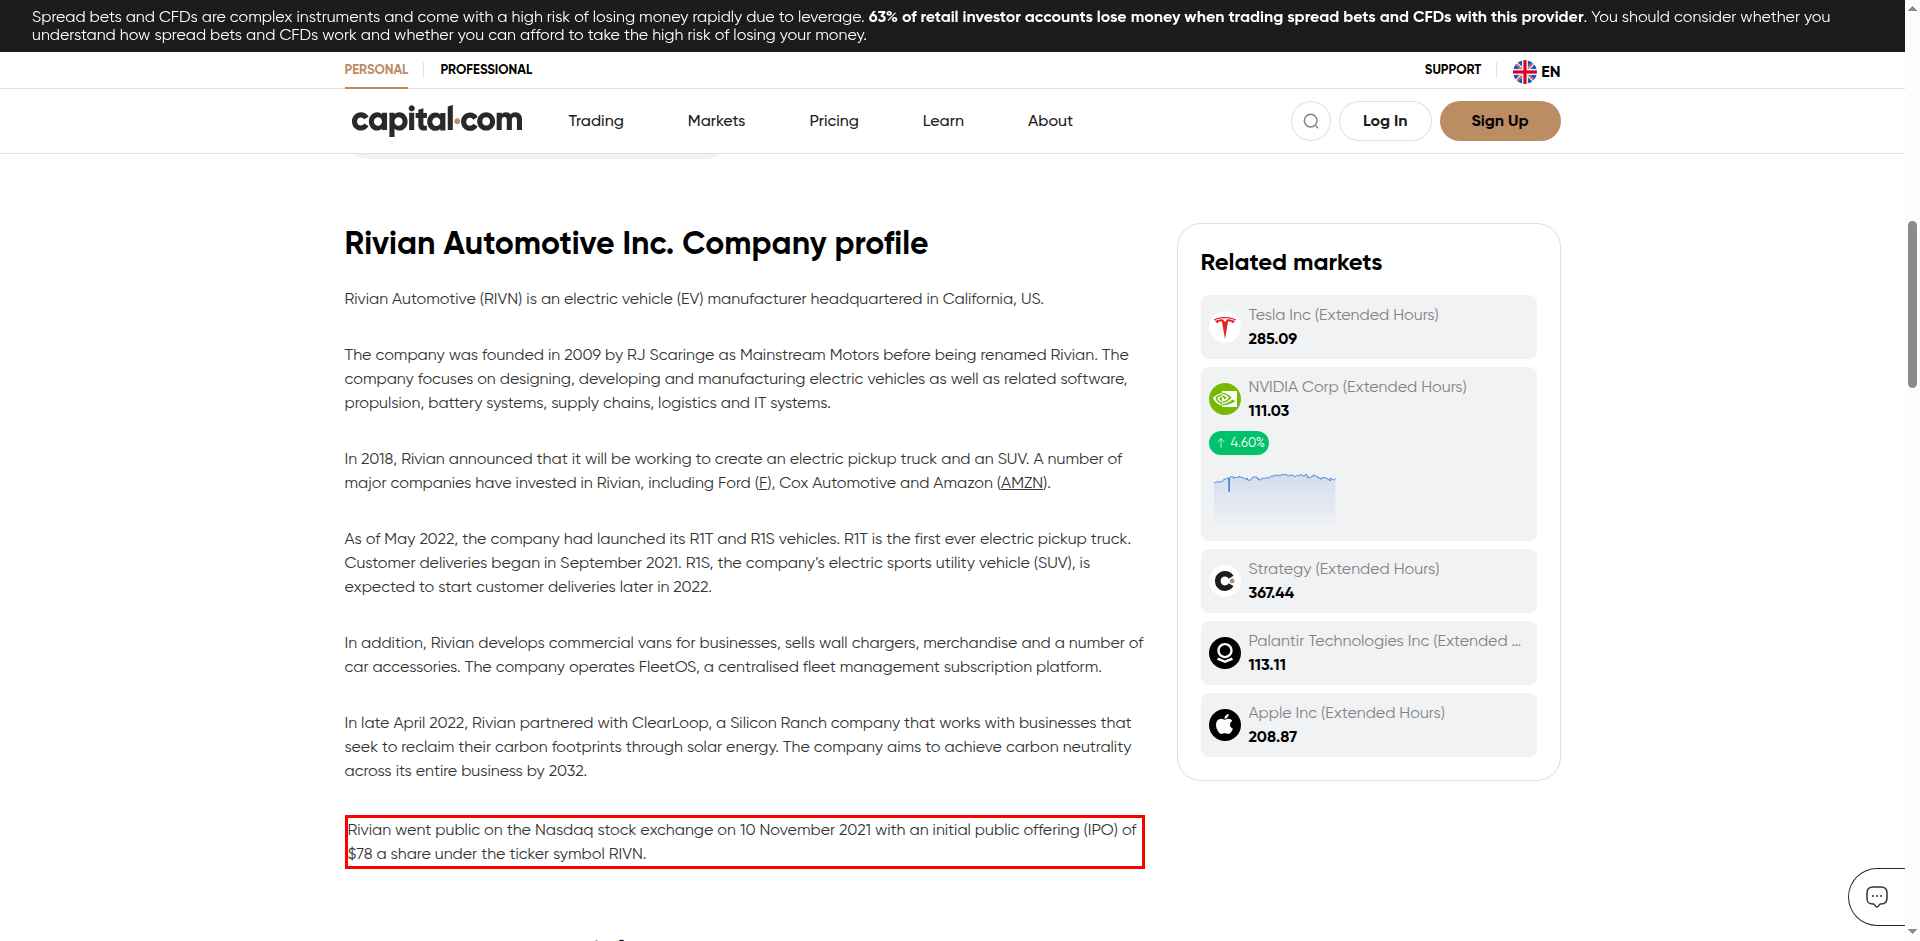 Spread bets and CFDs are complex instruments and come with a high risk of losing money rapidly due to leverage. 63% of retail investor accounts lose money when trading spread bets and CFDs with this provider. You should consider whether you
understand how spread bets and CFDs work and whether you can afford to take the high risk of losing your money.
PERSONAL PROFESSIONAL SUPPORT EN
capital.com Trading Markets Pricing Learn About Log In Sign Up
Rivian Automotive Inc. Company profile
Rivian Automotive (RIVN) is an electric vehicle (EV) manufacturer headquartered in California, US.
The company was founded in 2009 by RJ Scaringe as Mainstream Motors before being renamed Rivian. The
company focuses on designing, developing and manufacturing electric vehicles as well as related software,
propulsion, battery systems, supply chains, logistics and IT systems.
In 2018, Rivian announced that it will be working to create an electric pickup truck and an SUV. A number of
major companies have invested in Rivian, including Ford (F), Cox Automotive and Amazon (AMZN).
As of May 2022, the company had launched its R1T and R1S vehicles. R1T is the first ever electric pickup truck.
Customer deliveries began in September 2021. R1S, the company’s electric sports utility vehicle (SUV), is
expected to start customer deliveries later in 2022.
In addition, Rivian develops commercial vans for businesses, sells wall chargers, merchandise and a number of
car accessories. The company operates FleetOS, a centralised fleet management subscription platform.
In late April 2022, Rivian partnered with ClearLoop, a Silicon Ranch company that works with businesses that
seek to reclaim their carbon footprints through solar energy. The company aims to achieve carbon neutrality
across its entire business by 2032.
Rivian went public on the Nasdaq stock exchange on 10 November 2021 with an initial public offering (IPO) of
$78 a share under the ticker symbol RIVN.
Related markets
Tesla Inc (Extended Hours)
285.09
NVIDIA Corp (Extended Hours)
111.03
↑ 4.60%
Strategy (Extended Hours)
367.44
Palantir Technologies Inc (Extended ...
113.11
Apple Inc (Extended Hours)
208.87